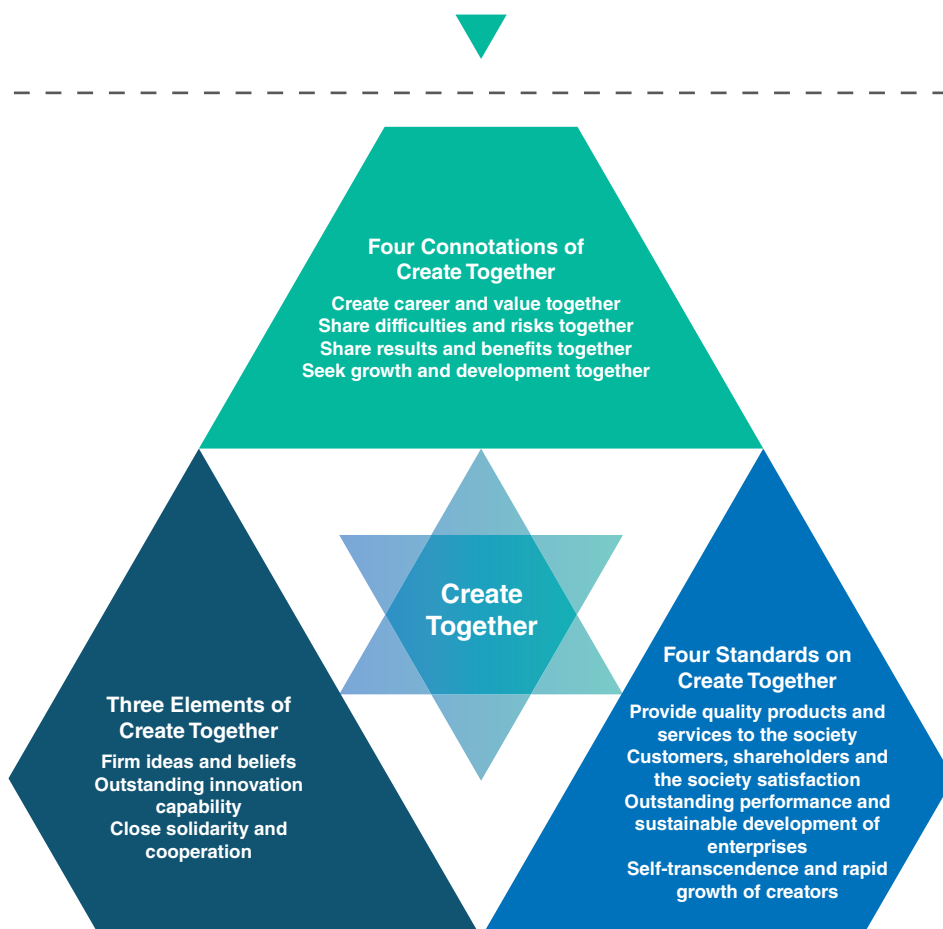 Four Connotations of
Create Together
Create career and value together
Share difficulties and risks together
Share results and benefits together
Seek growth and development together
Create
Together
Three Elements of
Create Together
Firm ideas and beliefs
Outstanding innovation
capability
Close solidarity and
cooperation
Four Standards on
Create Together
Provide quality products and
services to the society
Customers, shareholders and
the society satisfaction
Outstanding performance and
sustainable development of
enterprises
Self-transcendence and rapid
growth of creators